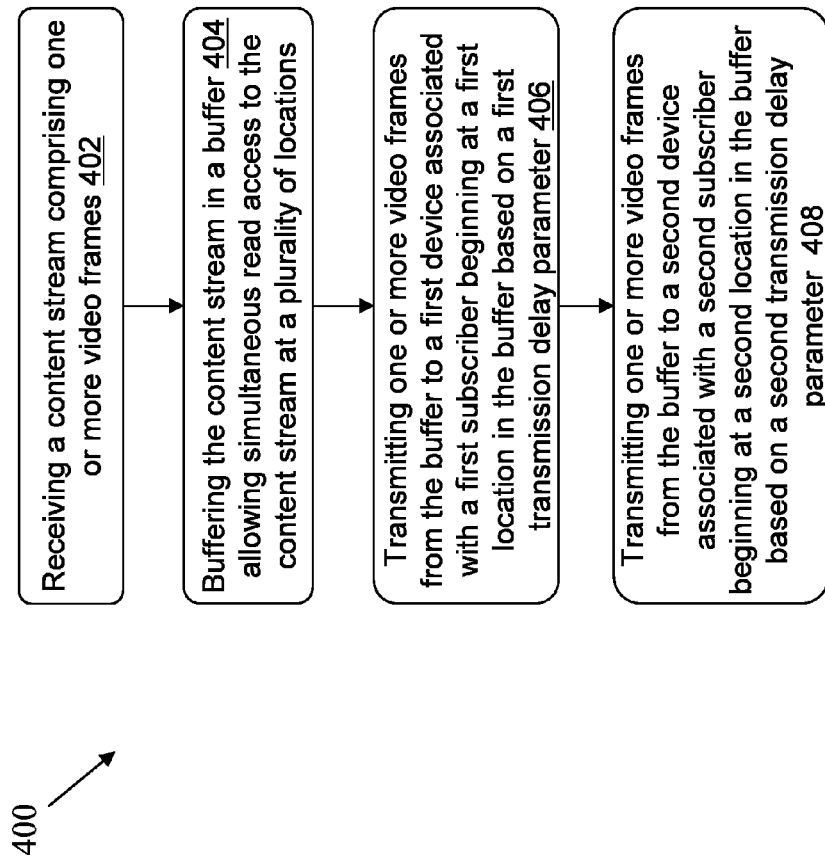 400
Receiving a content stream comprising one
or more video frames 402
Buffering the content stream in a buffer 404
allowing simultaneous read access to the
content stream at a plurality of locations
Transmitting one or more video frames
from the buffer to a first device associated
with a first subscriber beginning at a first
location in the buffer based on a first
transmission delay parameter 406
Transmitting one or more video frames
from the buffer to a second device
associated with a second subscriber
beginning at a second location in the buffer
based on a second transmission delay
parameter 408